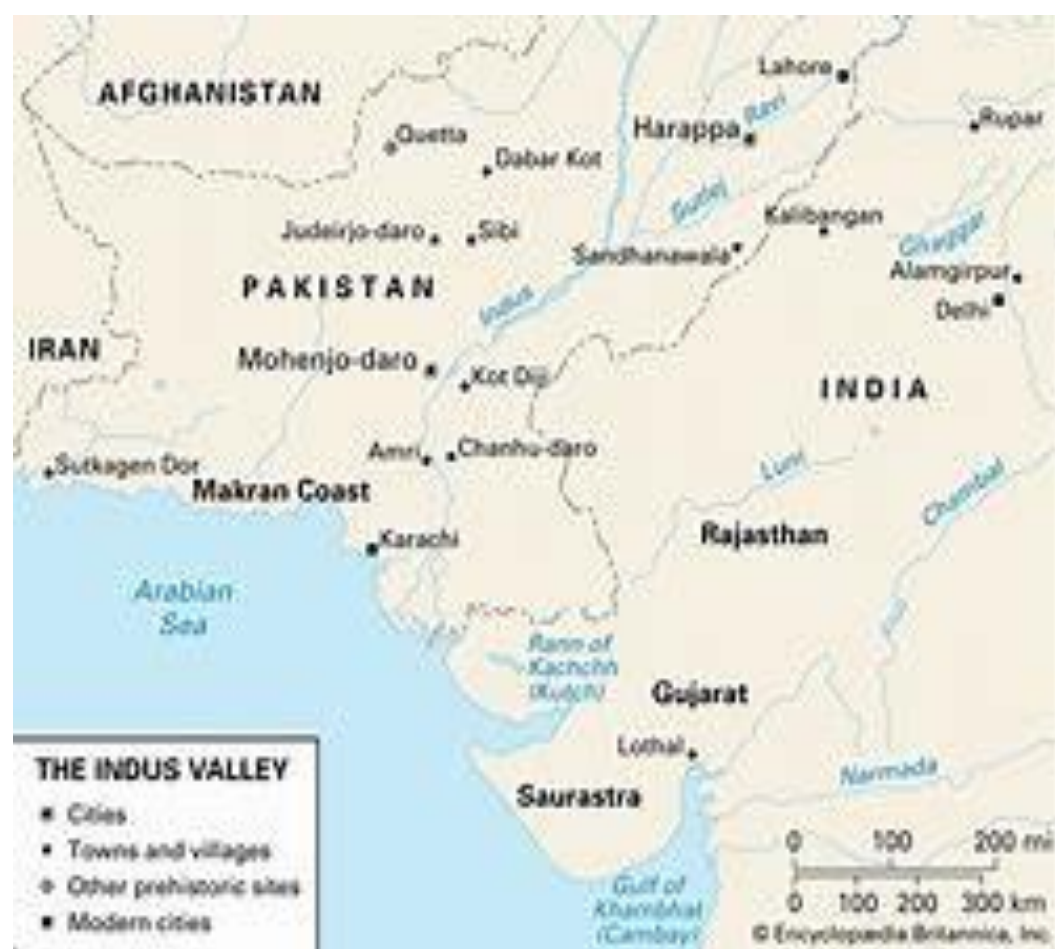 AFGHANISTAN
Lahore
Ravi
Harappa
Rupar
Quetta
Dabar Kot
Sutlej
Kalibangan
Judeirjo-daro
Sibi
Sandhanawala
Ghaggar
Alamgirpur
PAKISTAN
Indus
Delhi
IRAN
Mohenjo-daro
Kot Diji
INDIA
Amri
Chanhu-daro
Luni
Sutkagen Dor
Makran Coast
Chambal
Karachi
Rajasthan
Arabian
Sea
Rann of
Kachchh
(Kutch)
Gujarat
Lothal
Saurastra
Narmada
THE INDUS VALLEY
Cities
Towns and villages
Other prehistoric sites
Modern cities
0 100 200 mi
0 100 200 300 km
Gulf of
Khambhat
(Cambay)
© Encyclopædia Britannica, Inc.